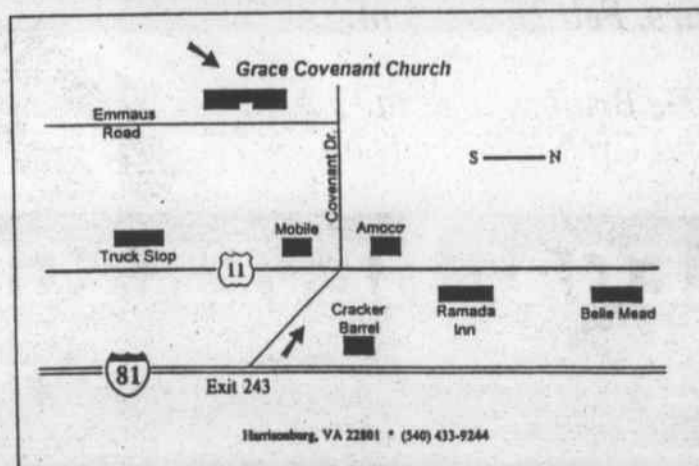 Grace Covenant Church
Emmaus
Road
Covenant Dr.
S N
Mobile
Amoco
Truck Stop
11
Cracker
Barrel
Ramada
Inn
Belle Mead
81
Exit 243
Harrisonburg, VA 22801 * (540) 433-9244